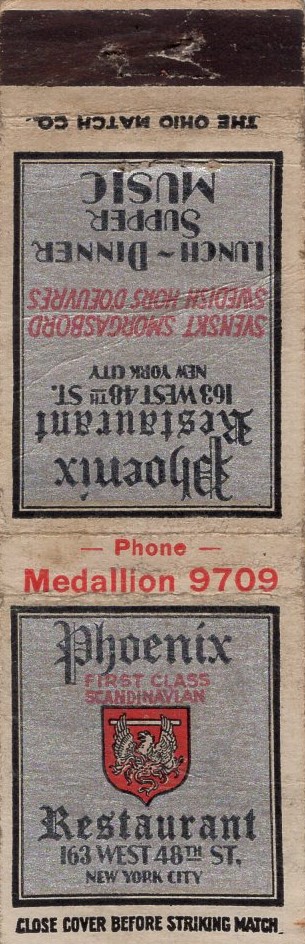 THE OHIO MATCH CO.
Phoenix
Restaurant
163 WEST 48TH ST.
NEW YORK CITY
SVENSKT SMORGASBORD
SWEDISH HORS D'OEUVRES
LUNCH ~ DINNER
SUPPER
MUSIC
— Phone —
Medallion 9709
Phoenix
FIRST CLASS
SCANDINAVIAN
Restaurant
163 WEST 48TH ST.
NEW YORK CITY
CLOSE COVER BEFORE STRIKING MATCH